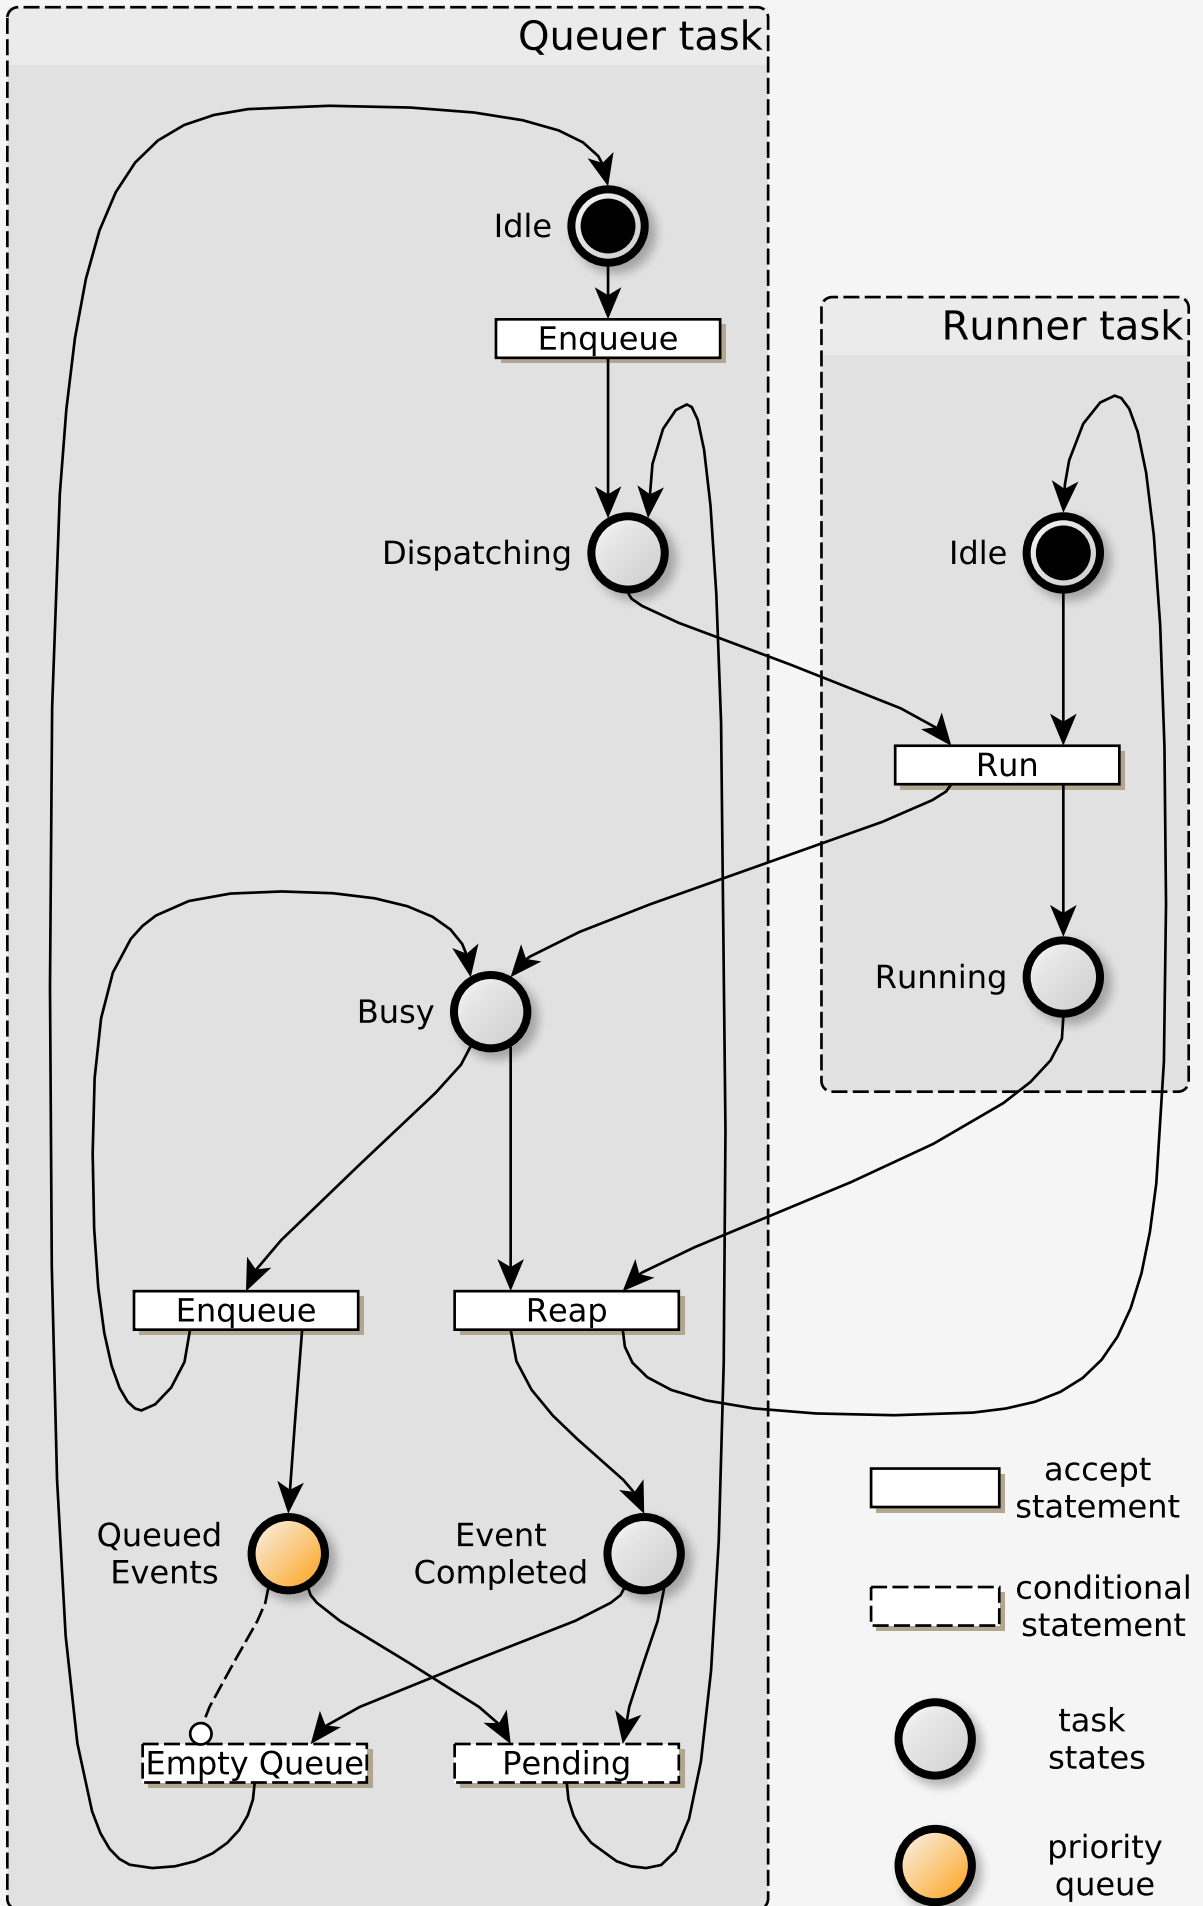 Queuer task
Idle
Enqueue
Runner task
Dispatching
Idle
Run
Running
Busy
Enqueue
Reap
Queued
Events
Event
Completed
Empty Queue
Pending
accept
statement
conditional
statement
task
states
priority
queue